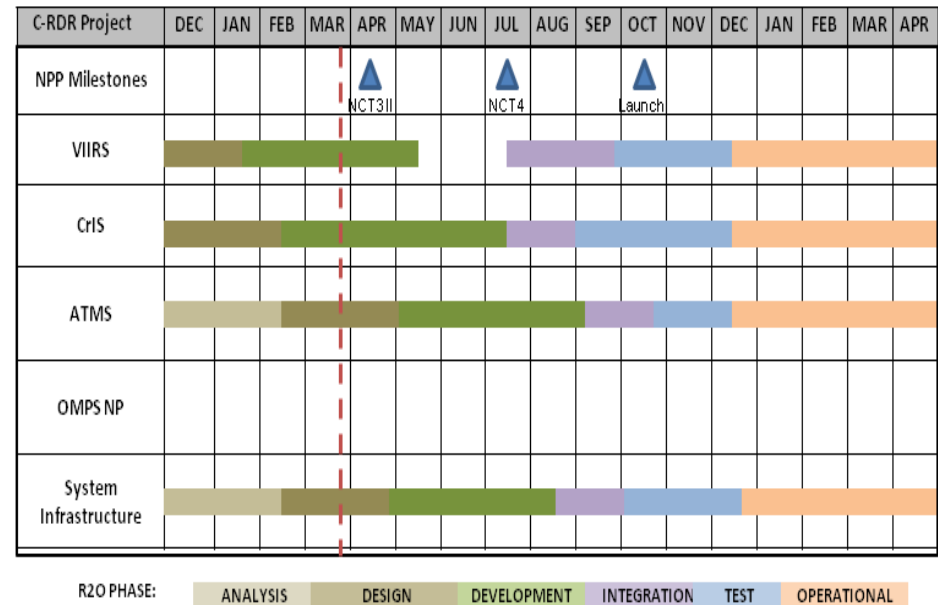 C-RDR Project DEC JAN FEB MAR APR MAY JUN JUL AUG SEP OCT NOV DEC JAN FEB MAR APR
NPP Milestones
NCT3II NCT4 Launch
VIIRS
CrIS
ATMS
OMPS NP
System
Infrastructure
R2O PHASE: ANALYSIS DESIGN DEVELOPMENT INTEGRATION TEST OPERATIONAL